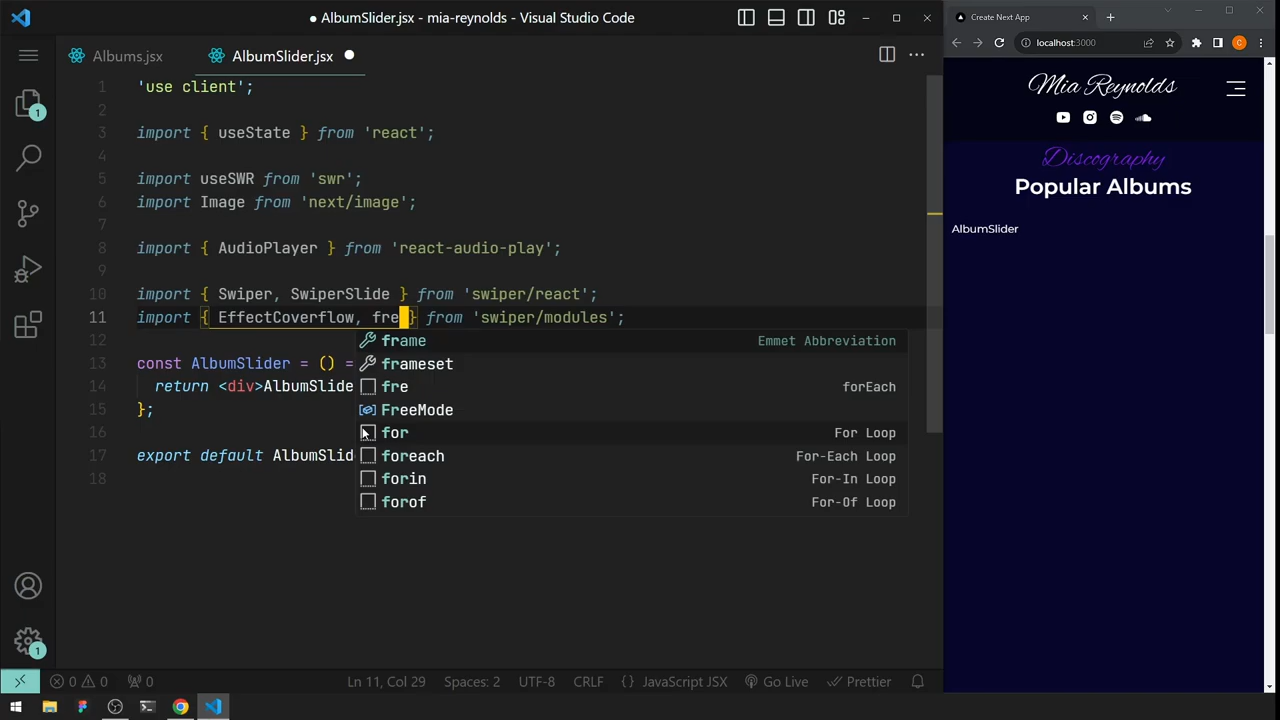 ● AlbumSlider.jsx - mia-reynolds - Visual Studio Code
Albums.jsx
AlbumSlider.jsx
1 'use client';
2
3 import { useState } from 'react';
4
5 import useSWR from 'swr';
6 import Image from 'next/image';
7
8 import { AudioPlayer } from 'react-audio-play';
9
10 import { Swiper, SwiperSlide } from 'swiper/react';
11 import { EffectCoverflow, fre } from 'swiper/modules';
12
13 const AlbumSlider = () =
14 return <div>AlbumSlide
15 };
16
17 export default AlbumSlid
18
frame Emmet Abbreviation
frameset
fre forEach
FreeMode
for For Loop
foreach For-Each Loop
forin For-In Loop
forof For-Of Loop
1
1
0 0 0 Ln 11, Col 29 Spaces: 2 UTF-8 CRLF {} JavaScript JSX Go Live Prettier
Create Next App
localhost:3000
C
Mia Reynolds
Discography
Popular Albums
AlbumSlider